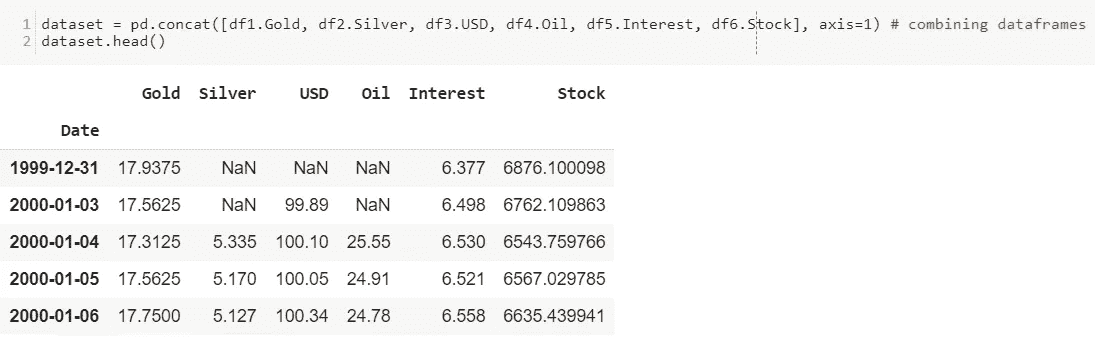 1 dataset = pd.concat([df1.Gold, df2.Silver, df3.USD, df4.Oil, df5.Interest, df6.Stock], axis=1) # combining dataframes
2 dataset.head()
Gold Silver USD Oil Interest Stock
Date
1999-12-31 17.9375 NaN NaN NaN 6.377 6876.100098
2000-01-03 17.5625 NaN 99.89 NaN 6.498 6762.109863
2000-01-04 17.3125 5.335 100.10 25.55 6.530 6543.759766
2000-01-05 17.5625 5.170 100.05 24.91 6.521 6567.029785
2000-01-06 17.7500 5.127 100.34 24.78 6.558 6635.439941